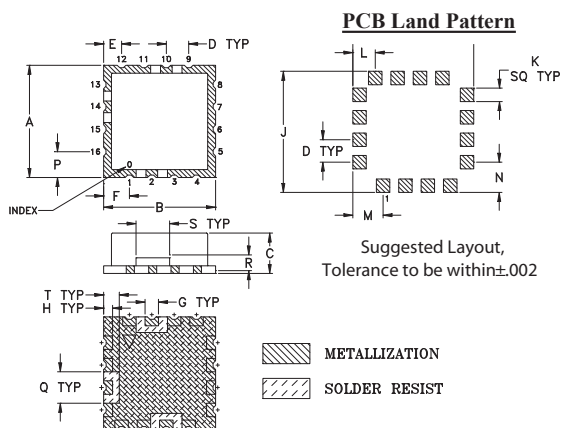 PCB Land Pattern
E
D TYP
12 11 10 9
13
14
15
16
8
7
6
5
A
P
0
1 2 3 4
F
B
INDEX
L
K
SQ TYP
J
D TYP
N
1
M
Suggested Layout,
Tolerance to be within±.002
S TYP
C
R
T TYP
H TYP
G TYP
Q TYP
METALLIZATION
SOLDER RESIST